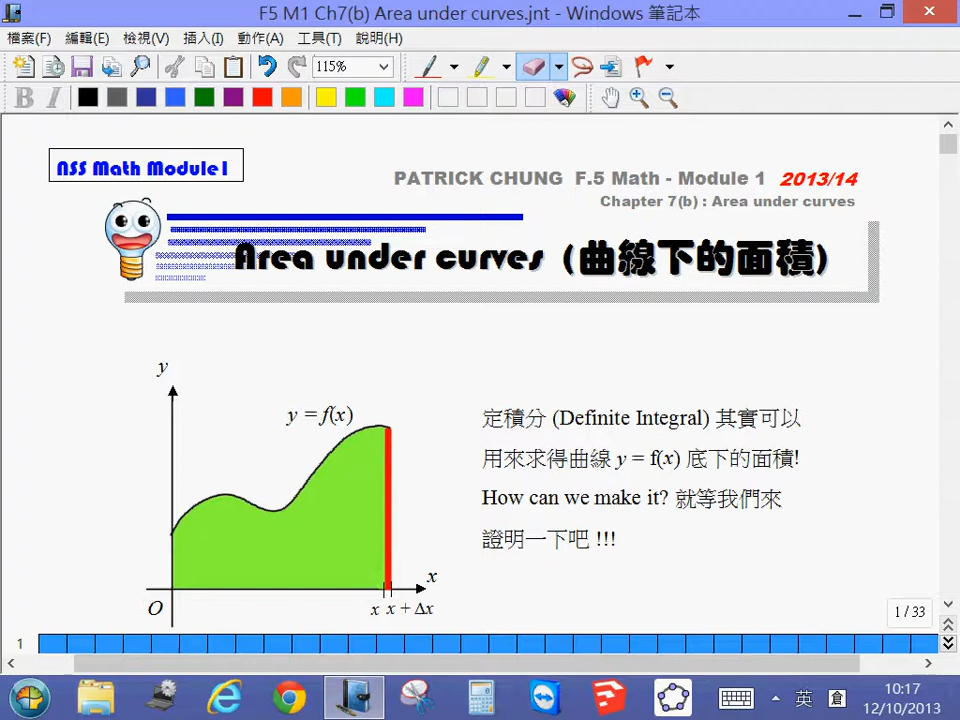 F5 M1 Ch7(b) Area under curves.jnt - Windows 筆記本
檔案(F) 編輯(E) 檢視(V) 插入(I) 動作(A) 工具(T) 說明(H)
115%
B I
NSS Math Module1
PATRICK CHUNG F.5 Math - Module 1 2013/14
Chapter 7(b) : Area under curves
Area under curves (曲線下的面積)
y
y = f(x)
x
O
x x + Δx
定積分 (Definite Integral) 其實可以
用來求得曲線 y = f(x) 底下的面積!
How can we make it? 就等我們來
證明一下吧 !!!
1 / 33
1
英 倉
10:17
12/10/2013